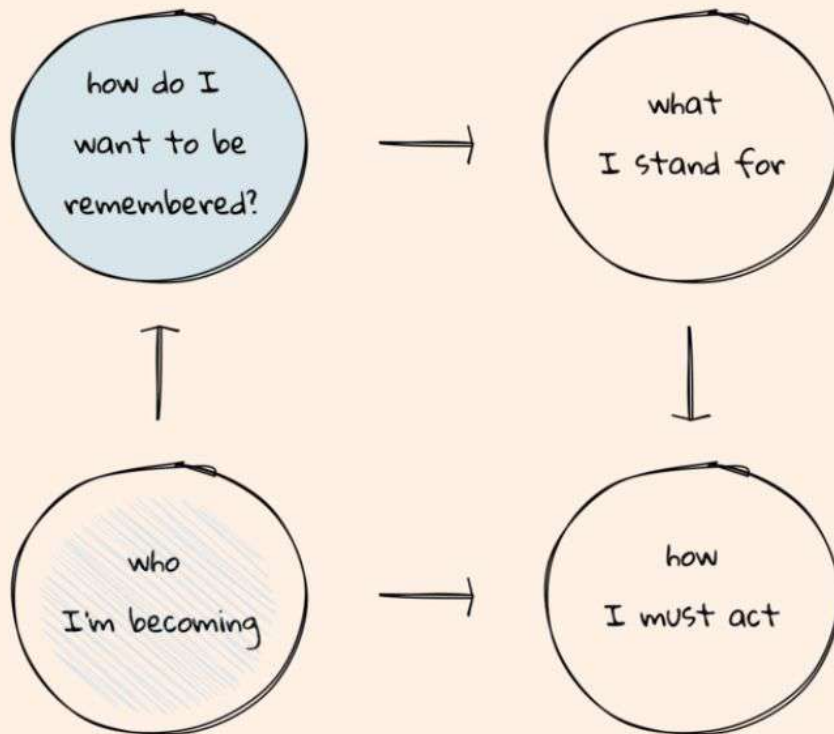 how do I
want to be
remembered?
what
I stand for
who
I'm becoming
how
I must act